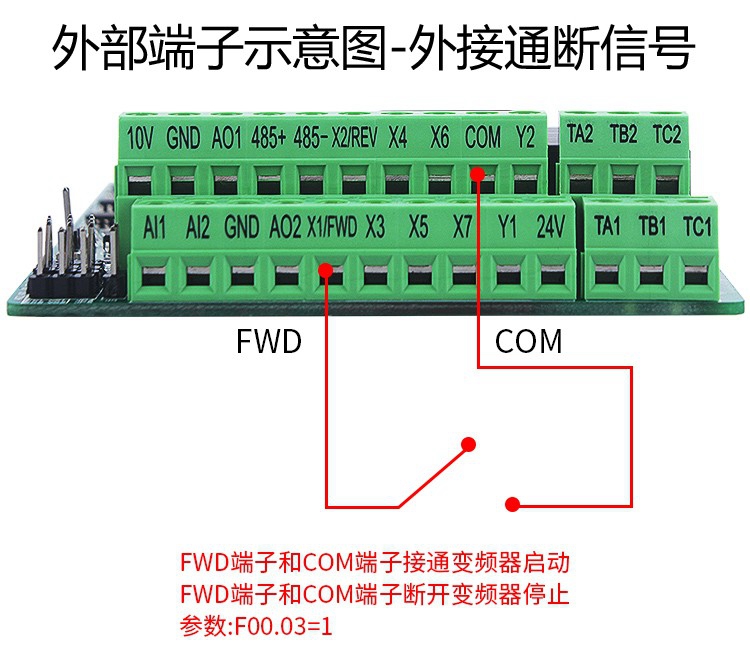 外部端子示意图-外接通断信号
10V GND AO1 485+ 485- X2/REV X4 X6 COM Y2 TA2 TB2 TC2
AI1 AI2 GND AO2 X1/FWD X3 X5 X7 Y1 24V TA1 TB1 TC1
FWD COM
FWD端子和COM端子接通变频器启动
FWD端子和COM端子断开变频器停止
参数:F00.03=1